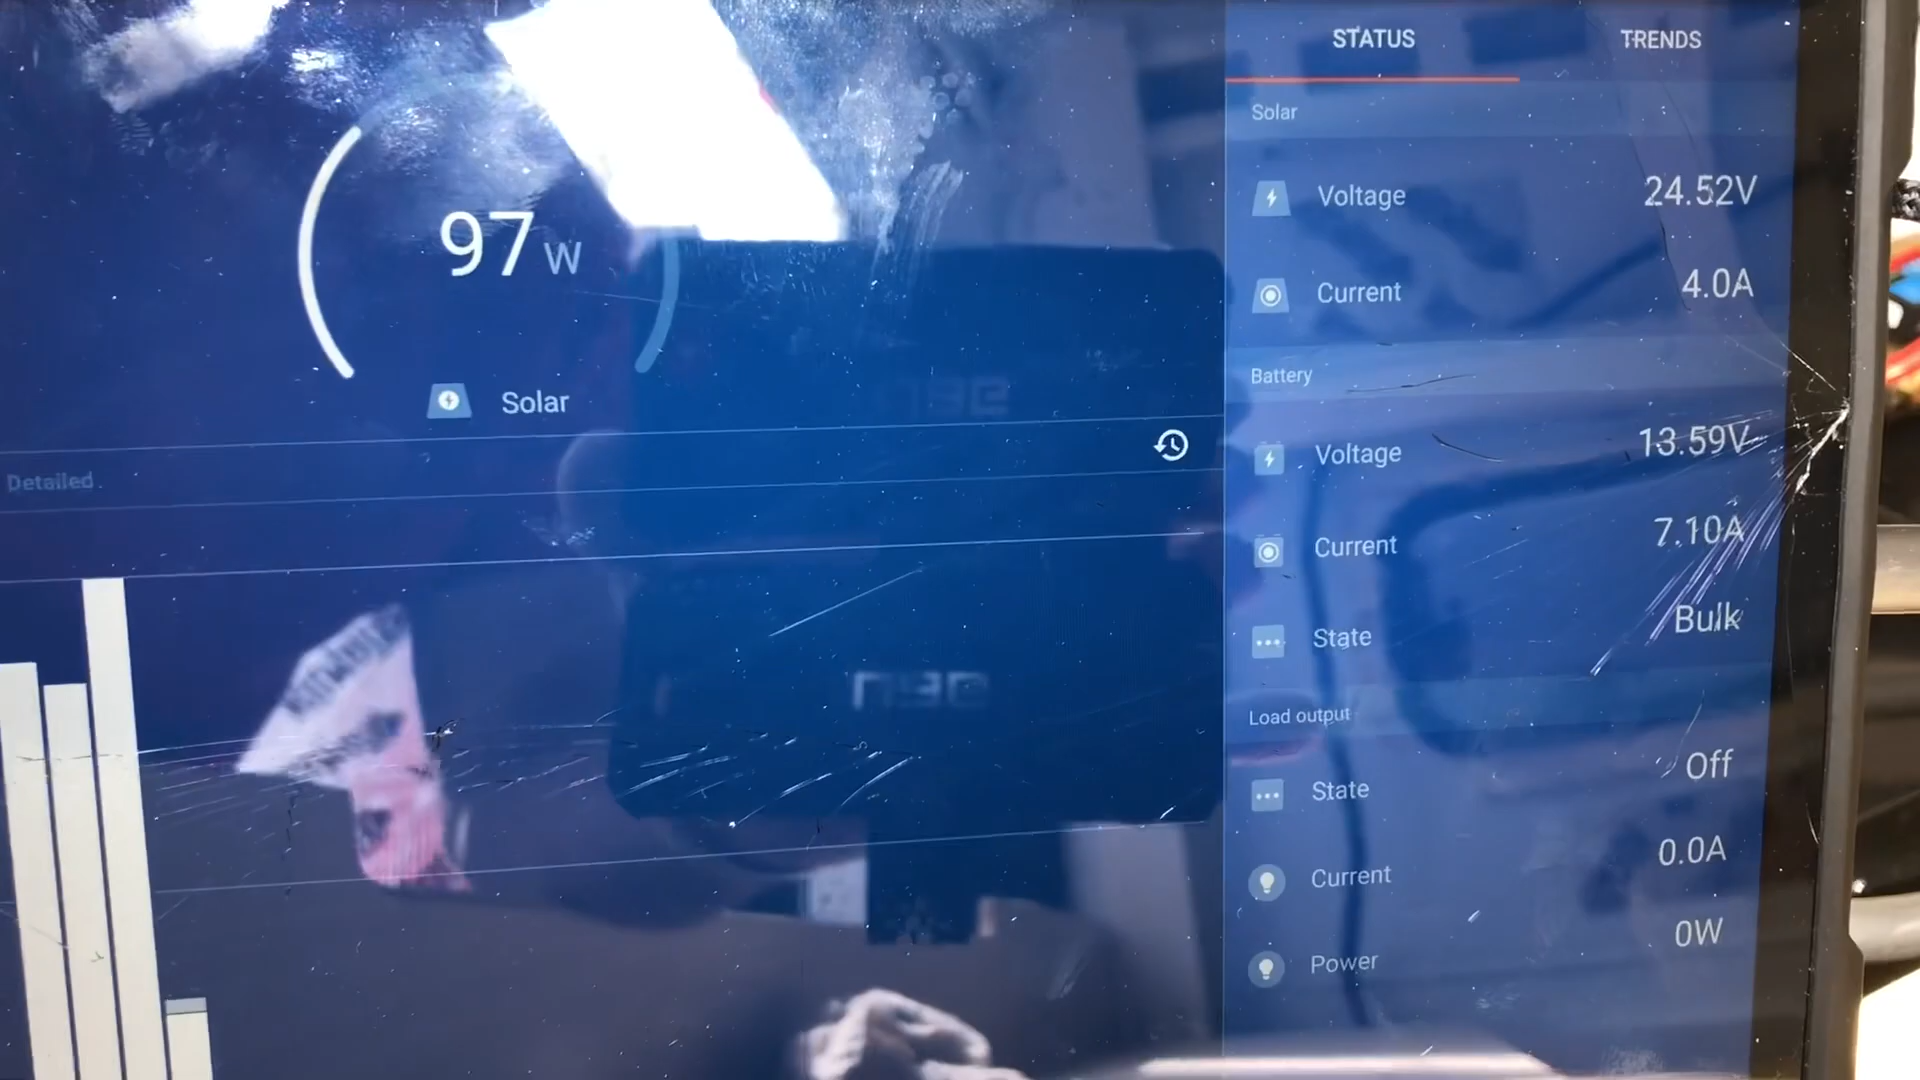 97W
Solar
Detailed
STATUS
TRENDS
Solar
Voltage
24.52V
Current
4.0A
Battery
Voltage
13.59V
Current
7.10A
State
Bulk
Load output
State
Off
Current
0.0A
Power
0W